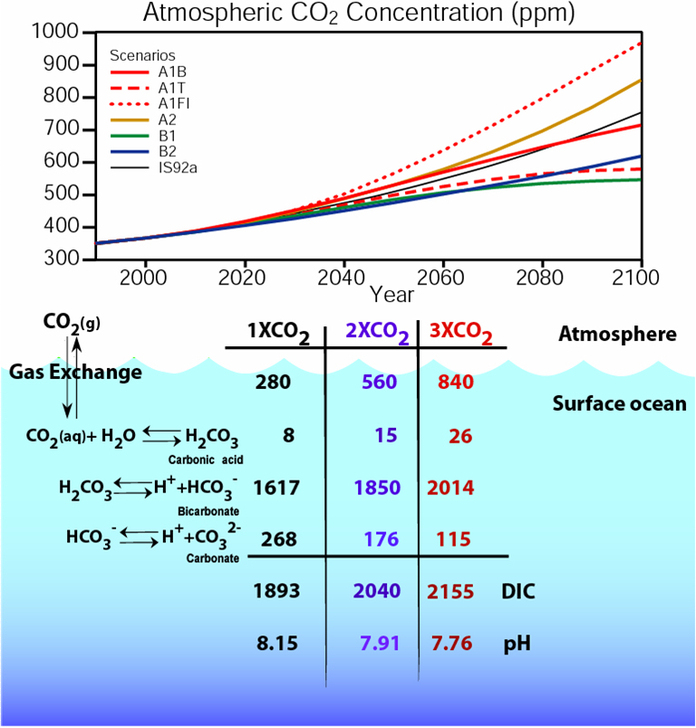 Atmospheric CO2 Concentration (ppm)
1000
900
800
700
600
500
400
300
Scenarios
A1B
A1T
A1FI
A2
B1
B2
IS92a
2000 2020 2040 2060 2080 2100
Year
CO2(g)
1XCO2 2XCO2 3XCO2
Atmosphere
Gas Exchange
280 560 840
Surface ocean
CO2(aq)+ H2O H2CO3 8 15 26
Carbonic acid
H2CO3 H+ +HCO3- 1617 1850 2014
Bicarbonate
HCO3- H+ +CO3 2- 268 176 115
Carbonate
1893 2040 2155 DIC
8.15 7.91 7.76 pH